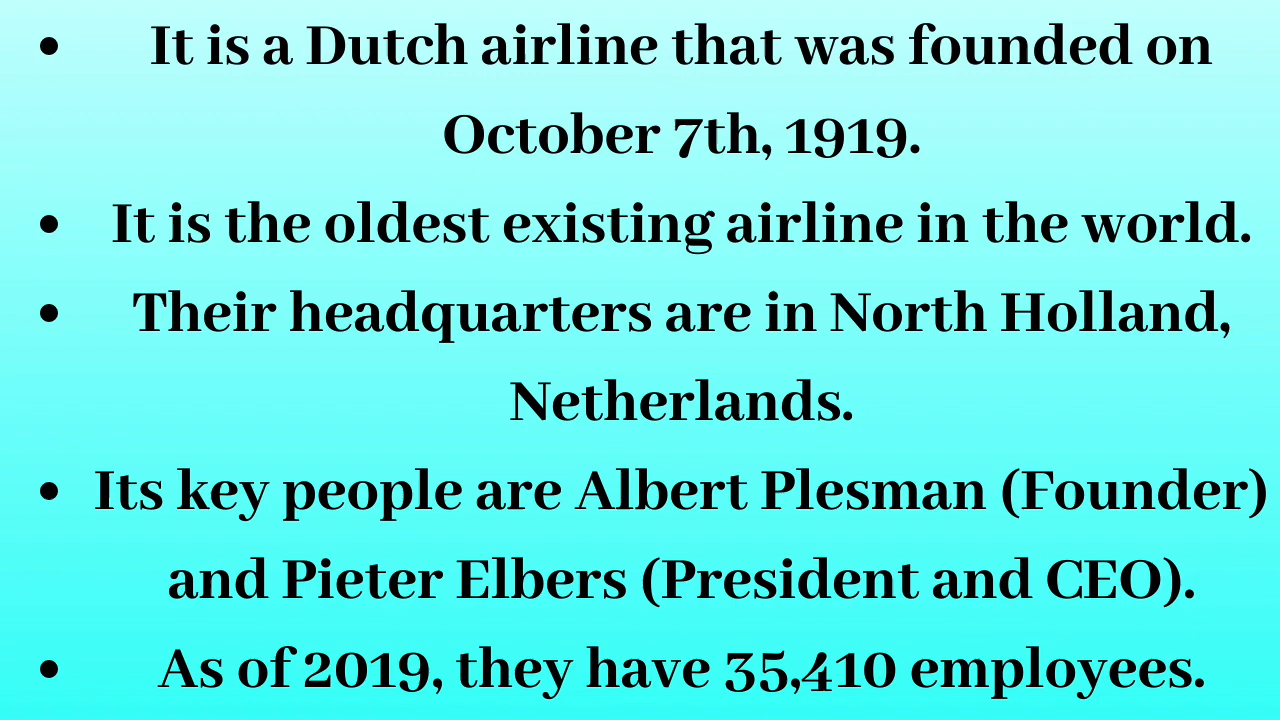 • It is a Dutch airline that was founded on
October 7th, 1919.
• It is the oldest existing airline in the world.
• Their headquarters are in North Holland,
Netherlands.
• Its key people are Albert Plesman (Founder)
and Pieter Elbers (President and CEO).
• As of 2019, they have 35,410 employees.